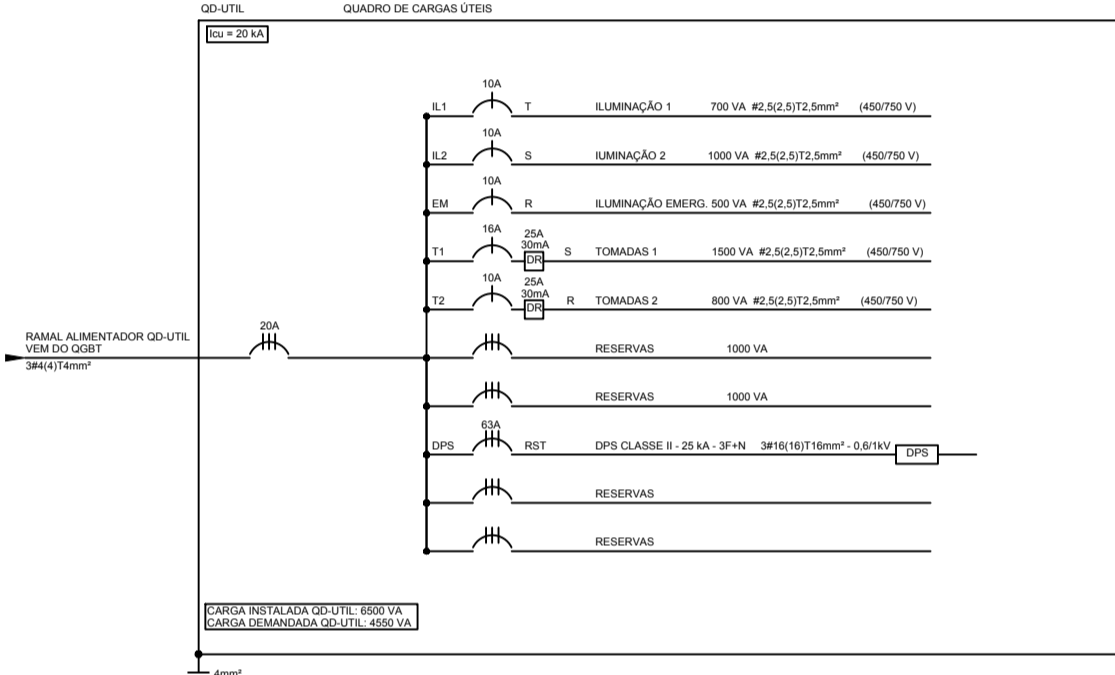 QD-UTIL QUADRO DE CARGAS ÚTEIS
Icu = 20 kA
10A
IL1 T ILUMINAÇÃO 1 700 VA #2,5(2,5)T2,5mm² (450/750 V)
10A
IL2 S IUMINAÇÃO 2 1000 VA #2,5(2,5)T2,5mm² (450/750 V)
10A
EM R ILUMINAÇÃO EMERG. 500 VA #2,5(2,5)T2,5mm² (450/750 V)
16A 25A
30mA
T1 DR S TOMADAS 1 1500 VA #2,5(2,5)T2,5mm² (450/750 V)
10A 25A
30mA
T2 DR R TOMADAS 2 800 VA #2,5(2,5)T2,5mm² (450/750 V)
20A
RAMAL ALIMENTADOR QD-UTIL
VEM DO QGBT
3#4(4)T4mm²
RESERVAS 1000 VA
RESERVAS 1000 VA
63A
DPS RST DPS CLASSE II - 25 kA - 3F+N 3#16(16)T16mm² - 0,6/1kV DPS
RESERVAS
RESERVAS
CARGA INSTALADA QD-UTIL: 6500 VA
CARGA DEMANDADA QD-UTIL: 4550 VA
4mm²